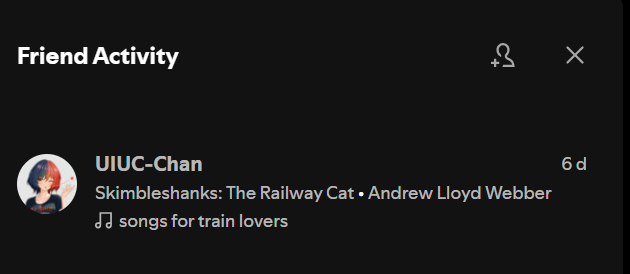 Friend Activity
UIUC-Chan
6 d
Skimbleshanks: The Railway Cat • Andrew Lloyd Webber
songs for train lovers